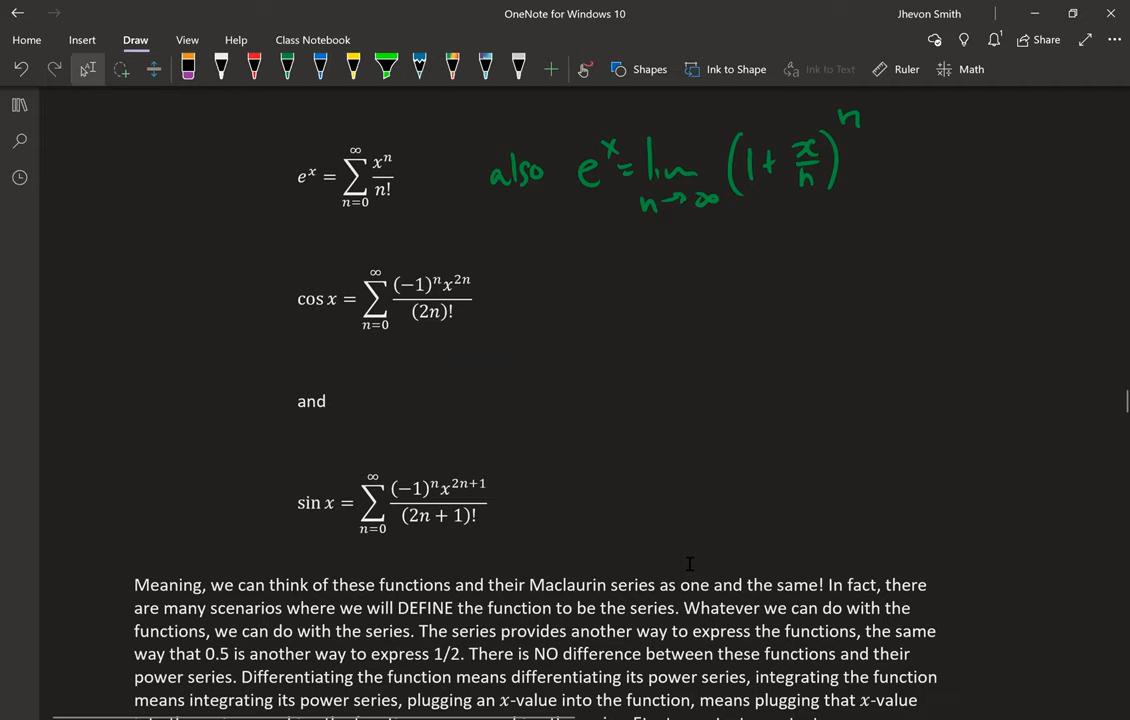 OneNote for Windows 10
Jhevon Smith
Home Insert Draw View Help Class Notebook
Share
Shapes Ink to Shape Ink to Text Ruler Math
e^x = ∑_{n=0}^{∞} x^n / n!
also e^x = lim_{n→∞} (1 + x/n)^n
cos x = ∑_{n=0}^{∞} (−1)^n x^{2n} / (2n)!
and
sin x = ∑_{n=0}^{∞} (−1)^n x^{2n+1} / (2n + 1)!
Meaning, we can think of these functions and their Maclaurin series as one and the same! In fact, there
are many scenarios where we will DEFINE the function to be the series. Whatever we can do with the
functions, we can do with the series. The series provides another way to express the functions, the same
way that 0.5 is another way to express 1/2. There is NO difference between these functions and their
power series. Differentiating the function means differentiating its power series, integrating the function
means integrating its power series, plugging an x-value into the function, means plugging that x-value